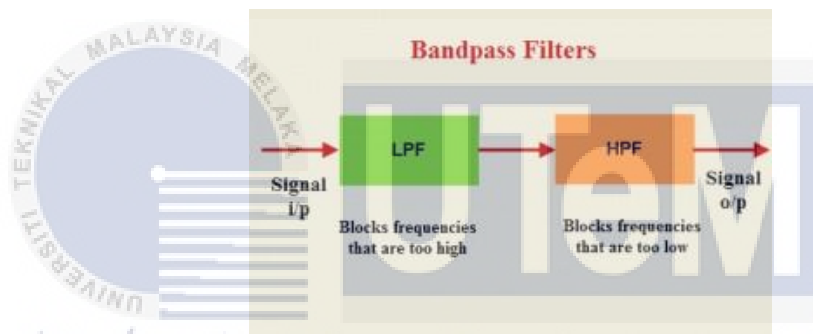 UNIVERSITI TEKNIKAL MALAYSIA MELAKA
UTeM
Bandpass Filters
LPF
HPF
Signal
i/p
Signal
o/p
Blocks frequencies
that are too high
Blocks frequencies
that are too low